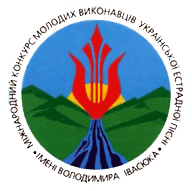 МІЖНАРОДНИЙ КОНКУРС МОЛОДИХ ВИКОНАВЦІВ УКРАЇНСЬКОЇ ЕСТРАДНОЇ ПІСНІ
• ІМЕНІ ВОЛОДИМИРА ІВАСЮКА •